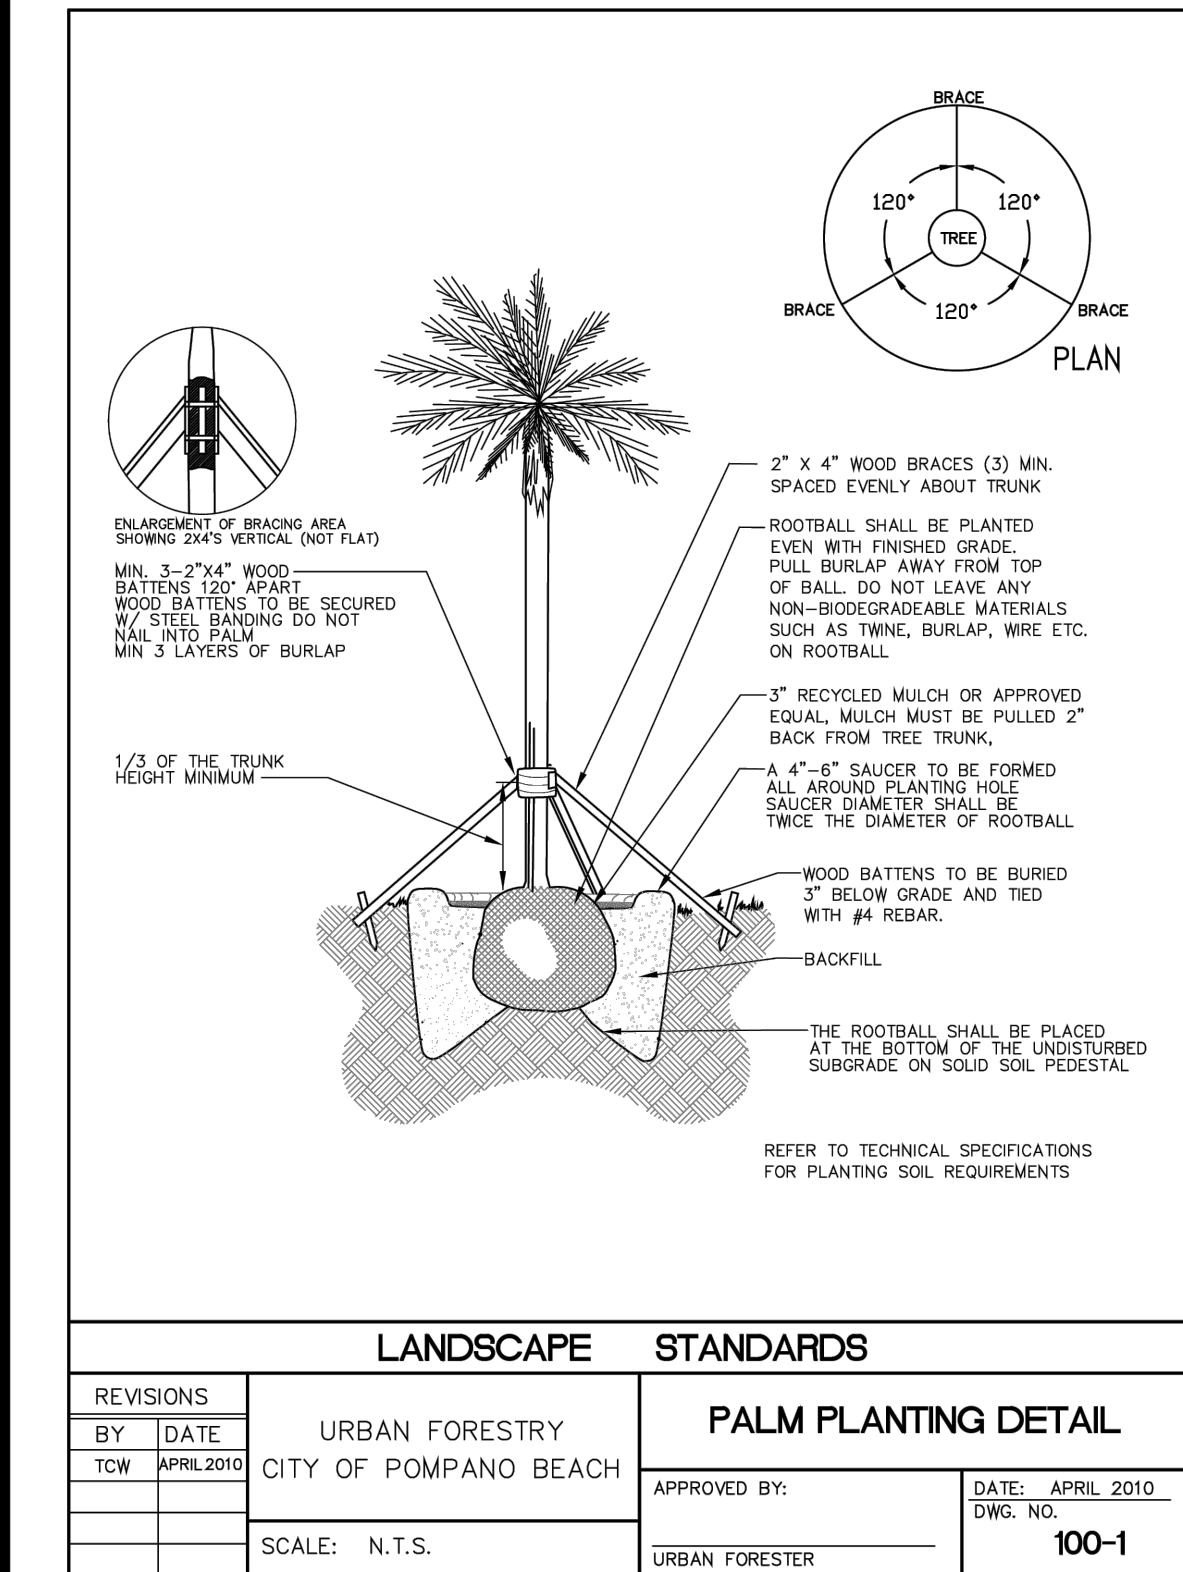 BRACE
120°
120°
TREE
BRACE
120°
BRACE
PLAN
ENLARGEMENT OF BRACING AREA
SHOWING 2X4'S VERTICAL (NOT FLAT)
MIN. 3-2"X4" WOOD
BATTENS 120° APART
WOOD BATTENS TO BE SECURED
W/ STEEL BANDING DO NOT
NAIL INTO PALM
MIN 3 LAYERS OF BURLAP
1/3 OF THE TRUNK
HEIGHT MINIMUM
2" X 4" WOOD BRACES (3) MIN.
SPACED EVENLY ABOUT TRUNK
ROOTBALL SHALL BE PLANTED
EVEN WITH FINISHED GRADE.
PULL BURLAP AWAY FROM TOP
OF BALL. DO NOT LEAVE ANY
NON-BIODEGRADEABLE MATERIALS
SUCH AS TWINE, BURLAP, WIRE ETC.
ON ROOTBALL
3" RECYCLED MULCH OR APPROVED
EQUAL, MULCH MUST BE PULLED 2"
BACK FROM TREE TRUNK,
A 4"-6" SAUCER TO BE FORMED
ALL AROUND PLANTING HOLE
SAUCER DIAMETER SHALL BE
TWICE THE DIAMETER OF ROOTBALL
WOOD BATTENS TO BE BURIED
3" BELOW GRADE AND TIED
WITH #4 REBAR.
BACKFILL
THE ROOTBALL SHALL BE PLACED
AT THE BOTTOM OF THE UNDISTURBED
SUBGRADE ON SOLID SOIL PEDESTAL
REFER TO TECHNICAL SPECIFICATIONS
FOR PLANTING SOIL REQUIREMENTS
LANDSCAPE STANDARDS
REVISIONS
BY DATE
TCW APRIL 2010
URBAN FORESTRY
CITY OF POMPANO BEACH
SCALE: N.T.S.
PALM PLANTING DETAIL
APPROVED BY:
URBAN FORESTER
DATE: APRIL 2010
DWG. NO.
100-1